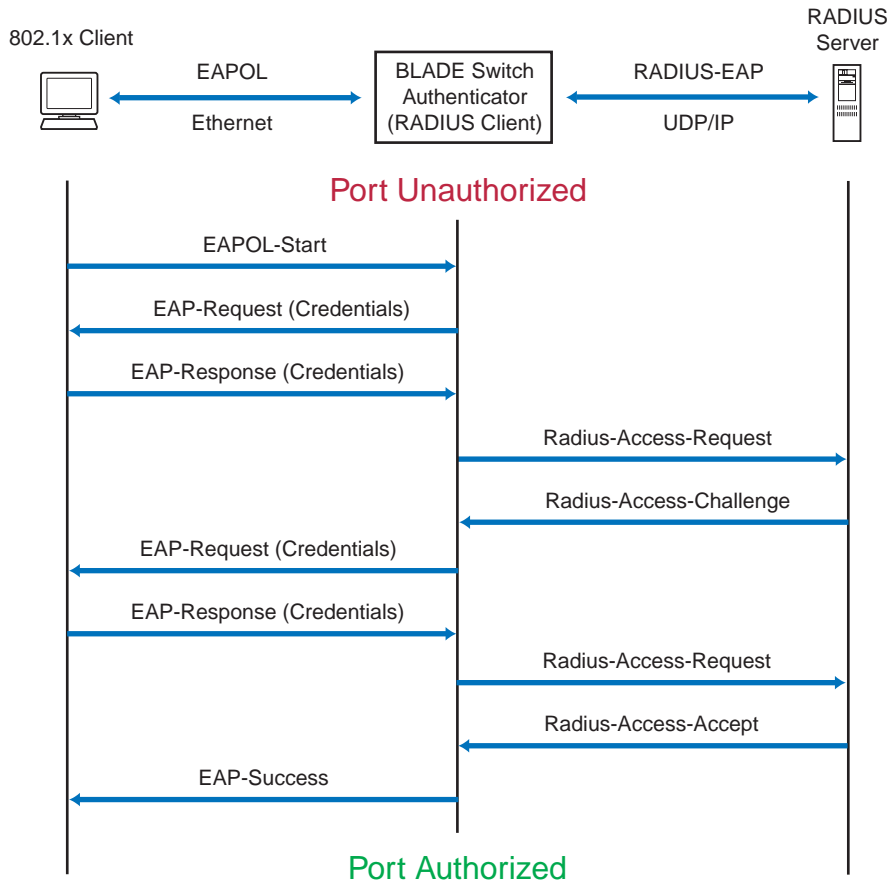 802.1x Client
EAPOL
Ethernet
BLADE Switch
Authenticator
(RADIUS Client)
RADIUS-EAP
UDP/IP
RADIUS
Server
Port Unauthorized
EAPOL-Start
EAP-Request (Credentials)
EAP-Response (Credentials)
Radius-Access-Request
Radius-Access-Challenge
EAP-Request (Credentials)
EAP-Response (Credentials)
Radius-Access-Request
Radius-Access-Accept
EAP-Success
Port Authorized